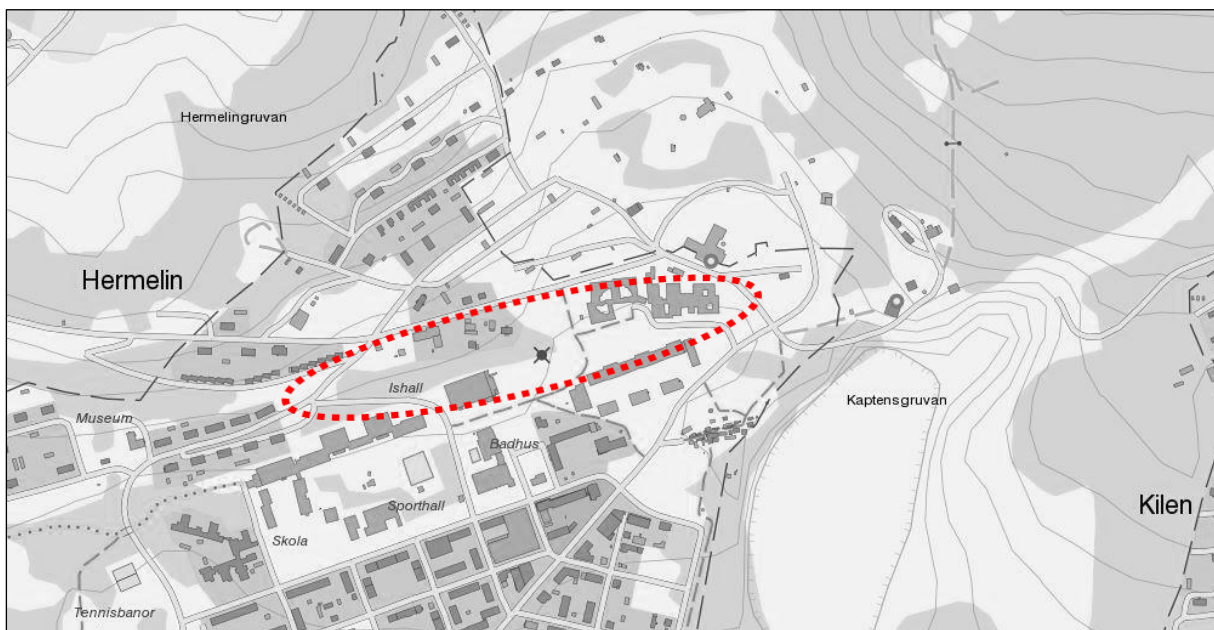 Hermelingruvan
Hermelin
Ishall
Kaptensgruvan
Museum
Badhus
Kilen
Sporthall
Skola
Tennisbanor